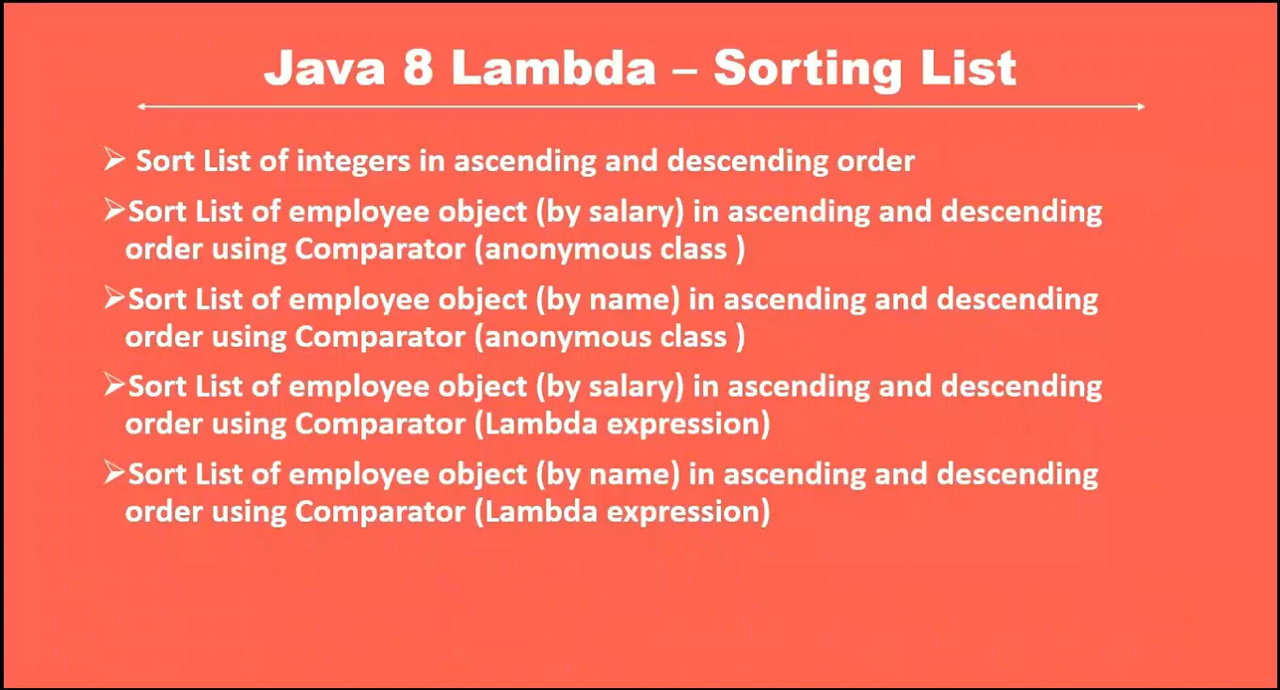 Java 8 Lambda – Sorting List
➢ Sort List of integers in ascending and descending order
➢Sort List of employee object (by salary) in ascending and descending
order using Comparator (anonymous class )
➢Sort List of employee object (by name) in ascending and descending
order using Comparator (anonymous class )
➢Sort List of employee object (by salary) in ascending and descending
order using Comparator (Lambda expression)
➢Sort List of employee object (by name) in ascending and descending
order using Comparator (Lambda expression)